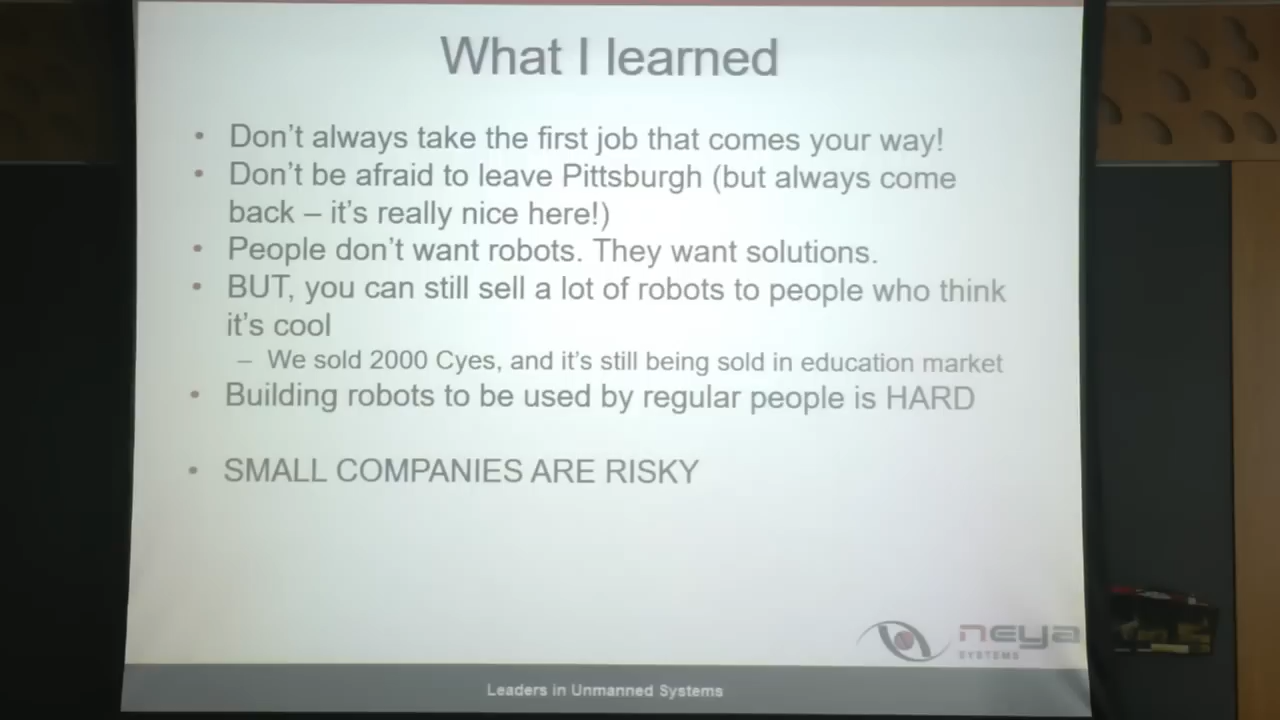 What I learned
• Don't always take the first job that comes your way!
• Don't be afraid to leave Pittsburgh (but always come
back – it's really nice here!)
• People don't want robots. They want solutions.
• BUT, you can still sell a lot of robots to people who think
it's cool
– We sold 2000 Cyes, and it's still being sold in education market
• Building robots to be used by regular people is HARD
• SMALL COMPANIES ARE RISKY
neya
SYSTEMS
Leaders in Unmanned Systems